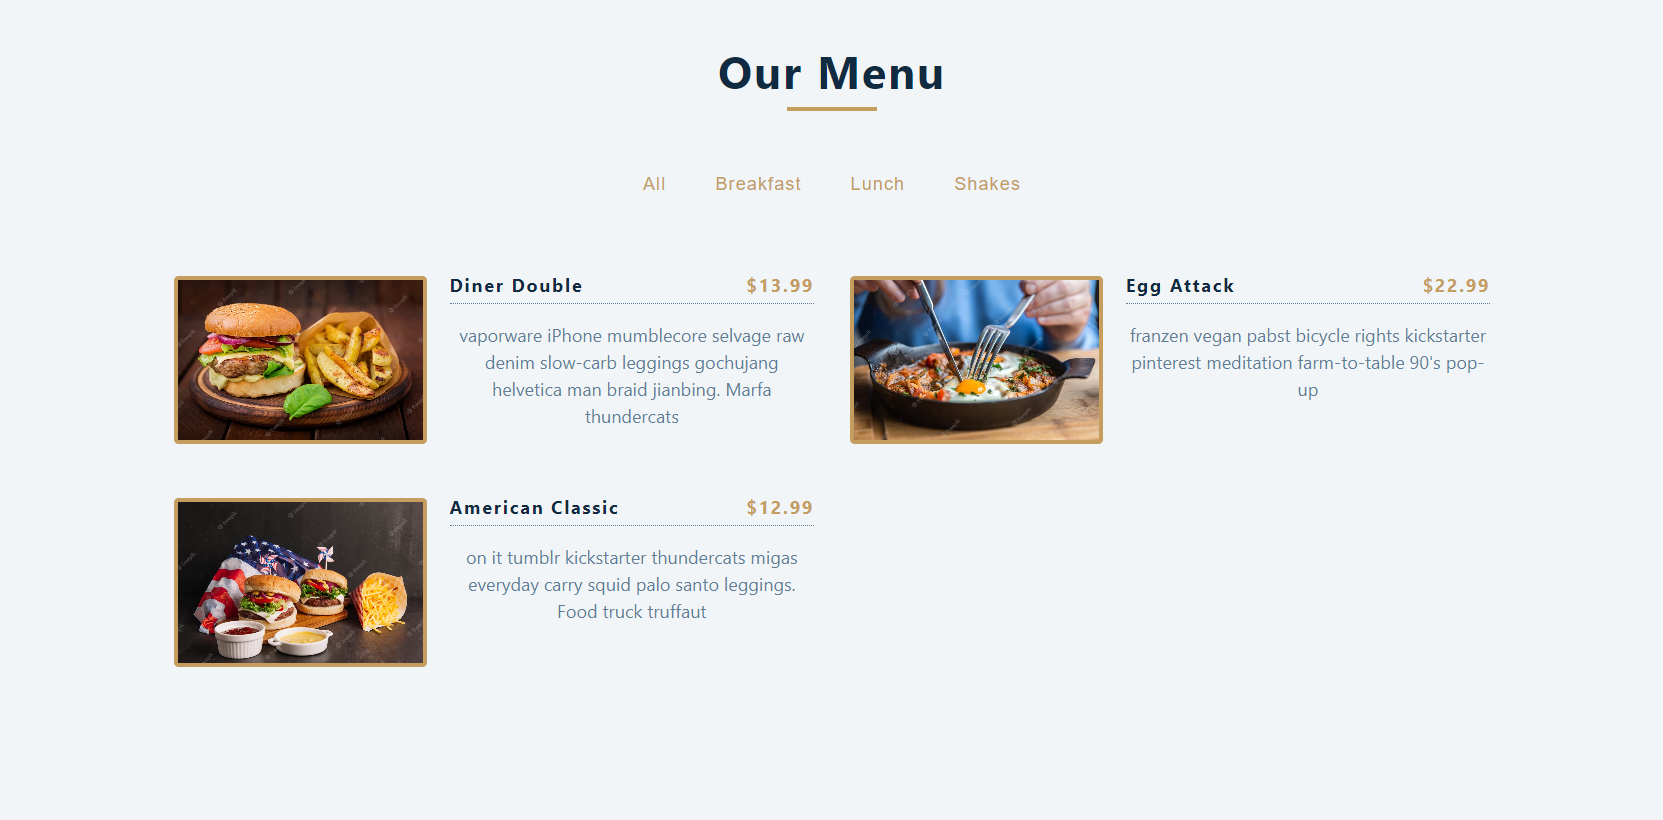 Our Menu
All Breakfast Lunch Shakes
Diner Double $13.99
vaporware iPhone mumblecore selvage raw
denim slow-carb leggings gochujang
helvetica man braid jianbing. Marfa
thundercats
Egg Attack $22.99
franzen vegan pabst bicycle rights kickstarter
pinterest meditation farm-to-table 90's pop-
up
American Classic $12.99
on it tumblr kickstarter thundercats migas
everyday carry squid palo santo leggings.
Food truck truffaut